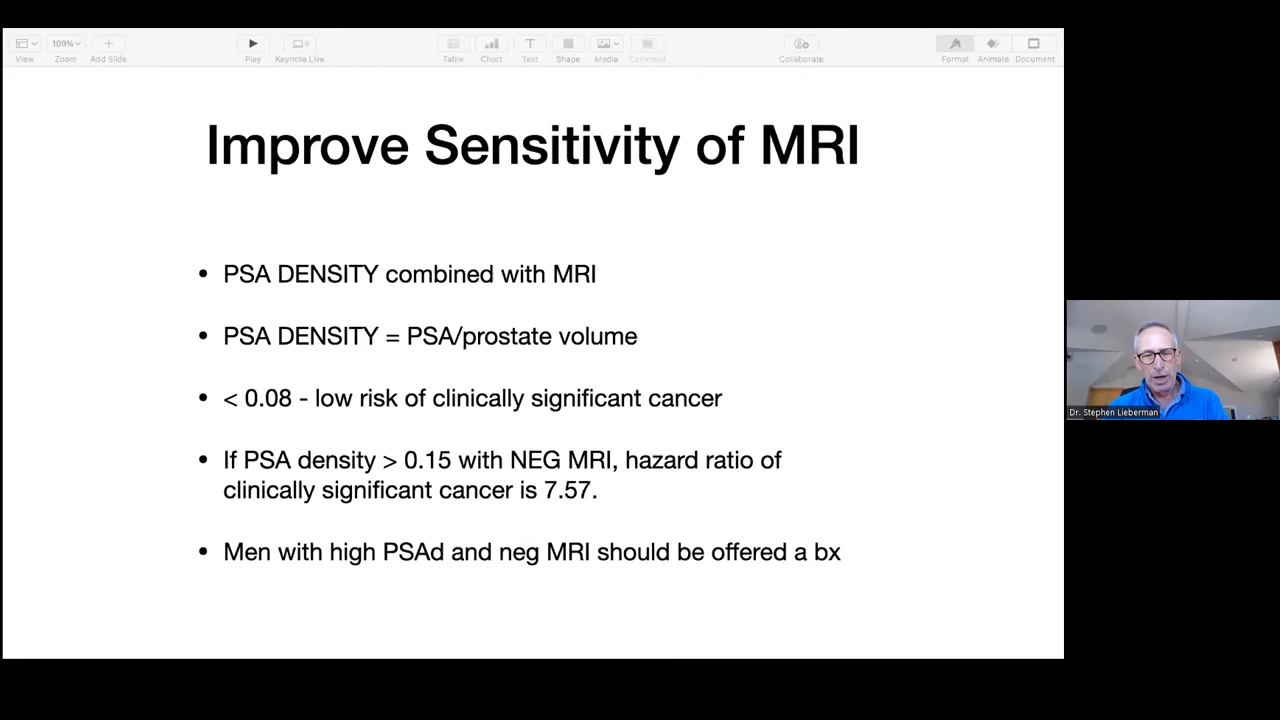 109%
View
Zoom
Add Slide
Play
Keynote Live
Table
Chart
Text
Shape
Media
Comment
Collaborate
Format
Animate
Document
Improve Sensitivity of MRI
• PSA DENSITY combined with MRI
• PSA DENSITY = PSA/prostate volume
• < 0.08 - low risk of clinically significant cancer
• If PSA density > 0.15 with NEG MRI, hazard ratio of
clinically significant cancer is 7.57.
• Men with high PSAd and neg MRI should be offered a bx
Dr. Stephen Lieberman